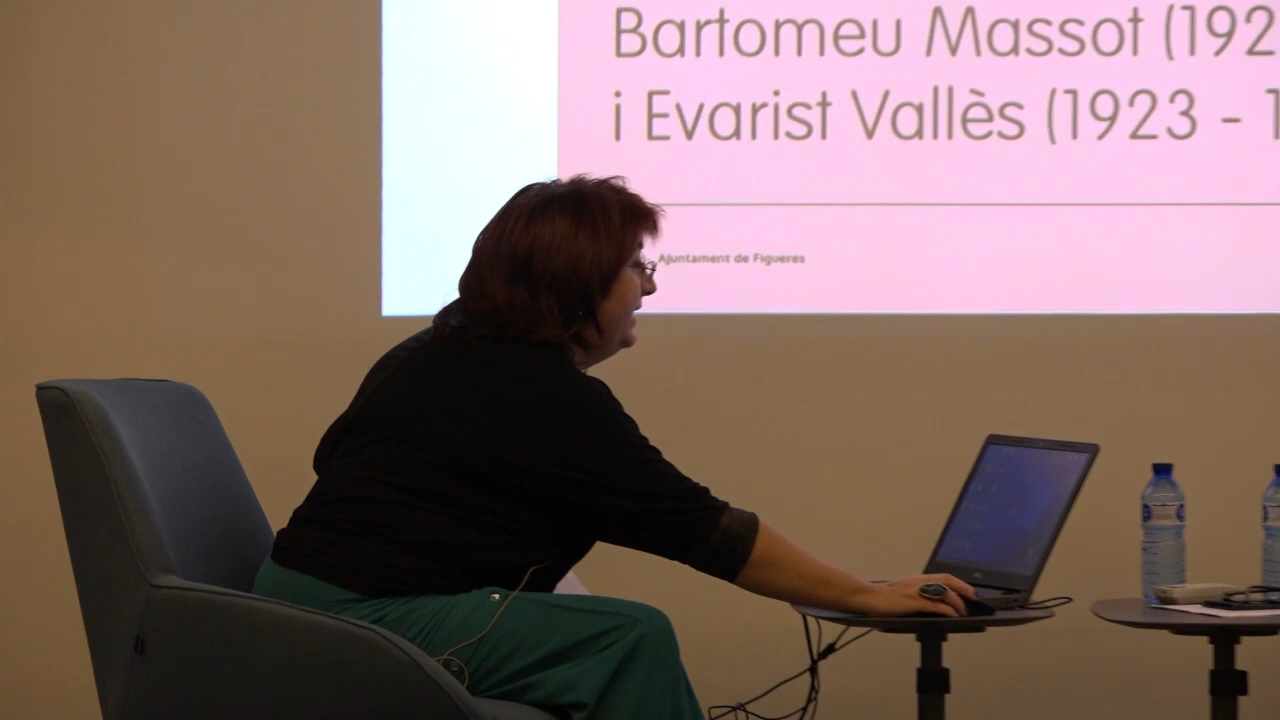 Bartomeu Massot (192
i Evarist Vallès (1923 - 1
Ajuntament de Figueres